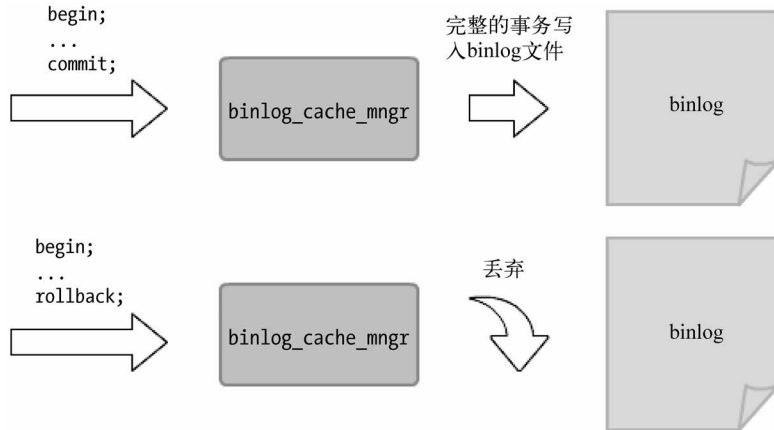 begin;
...
commit;
binlog_cache_mngr
完整的事务写
入binlog文件
binlog
begin;
...
rollback;
binlog_cache_mngr
丢弃
binlog